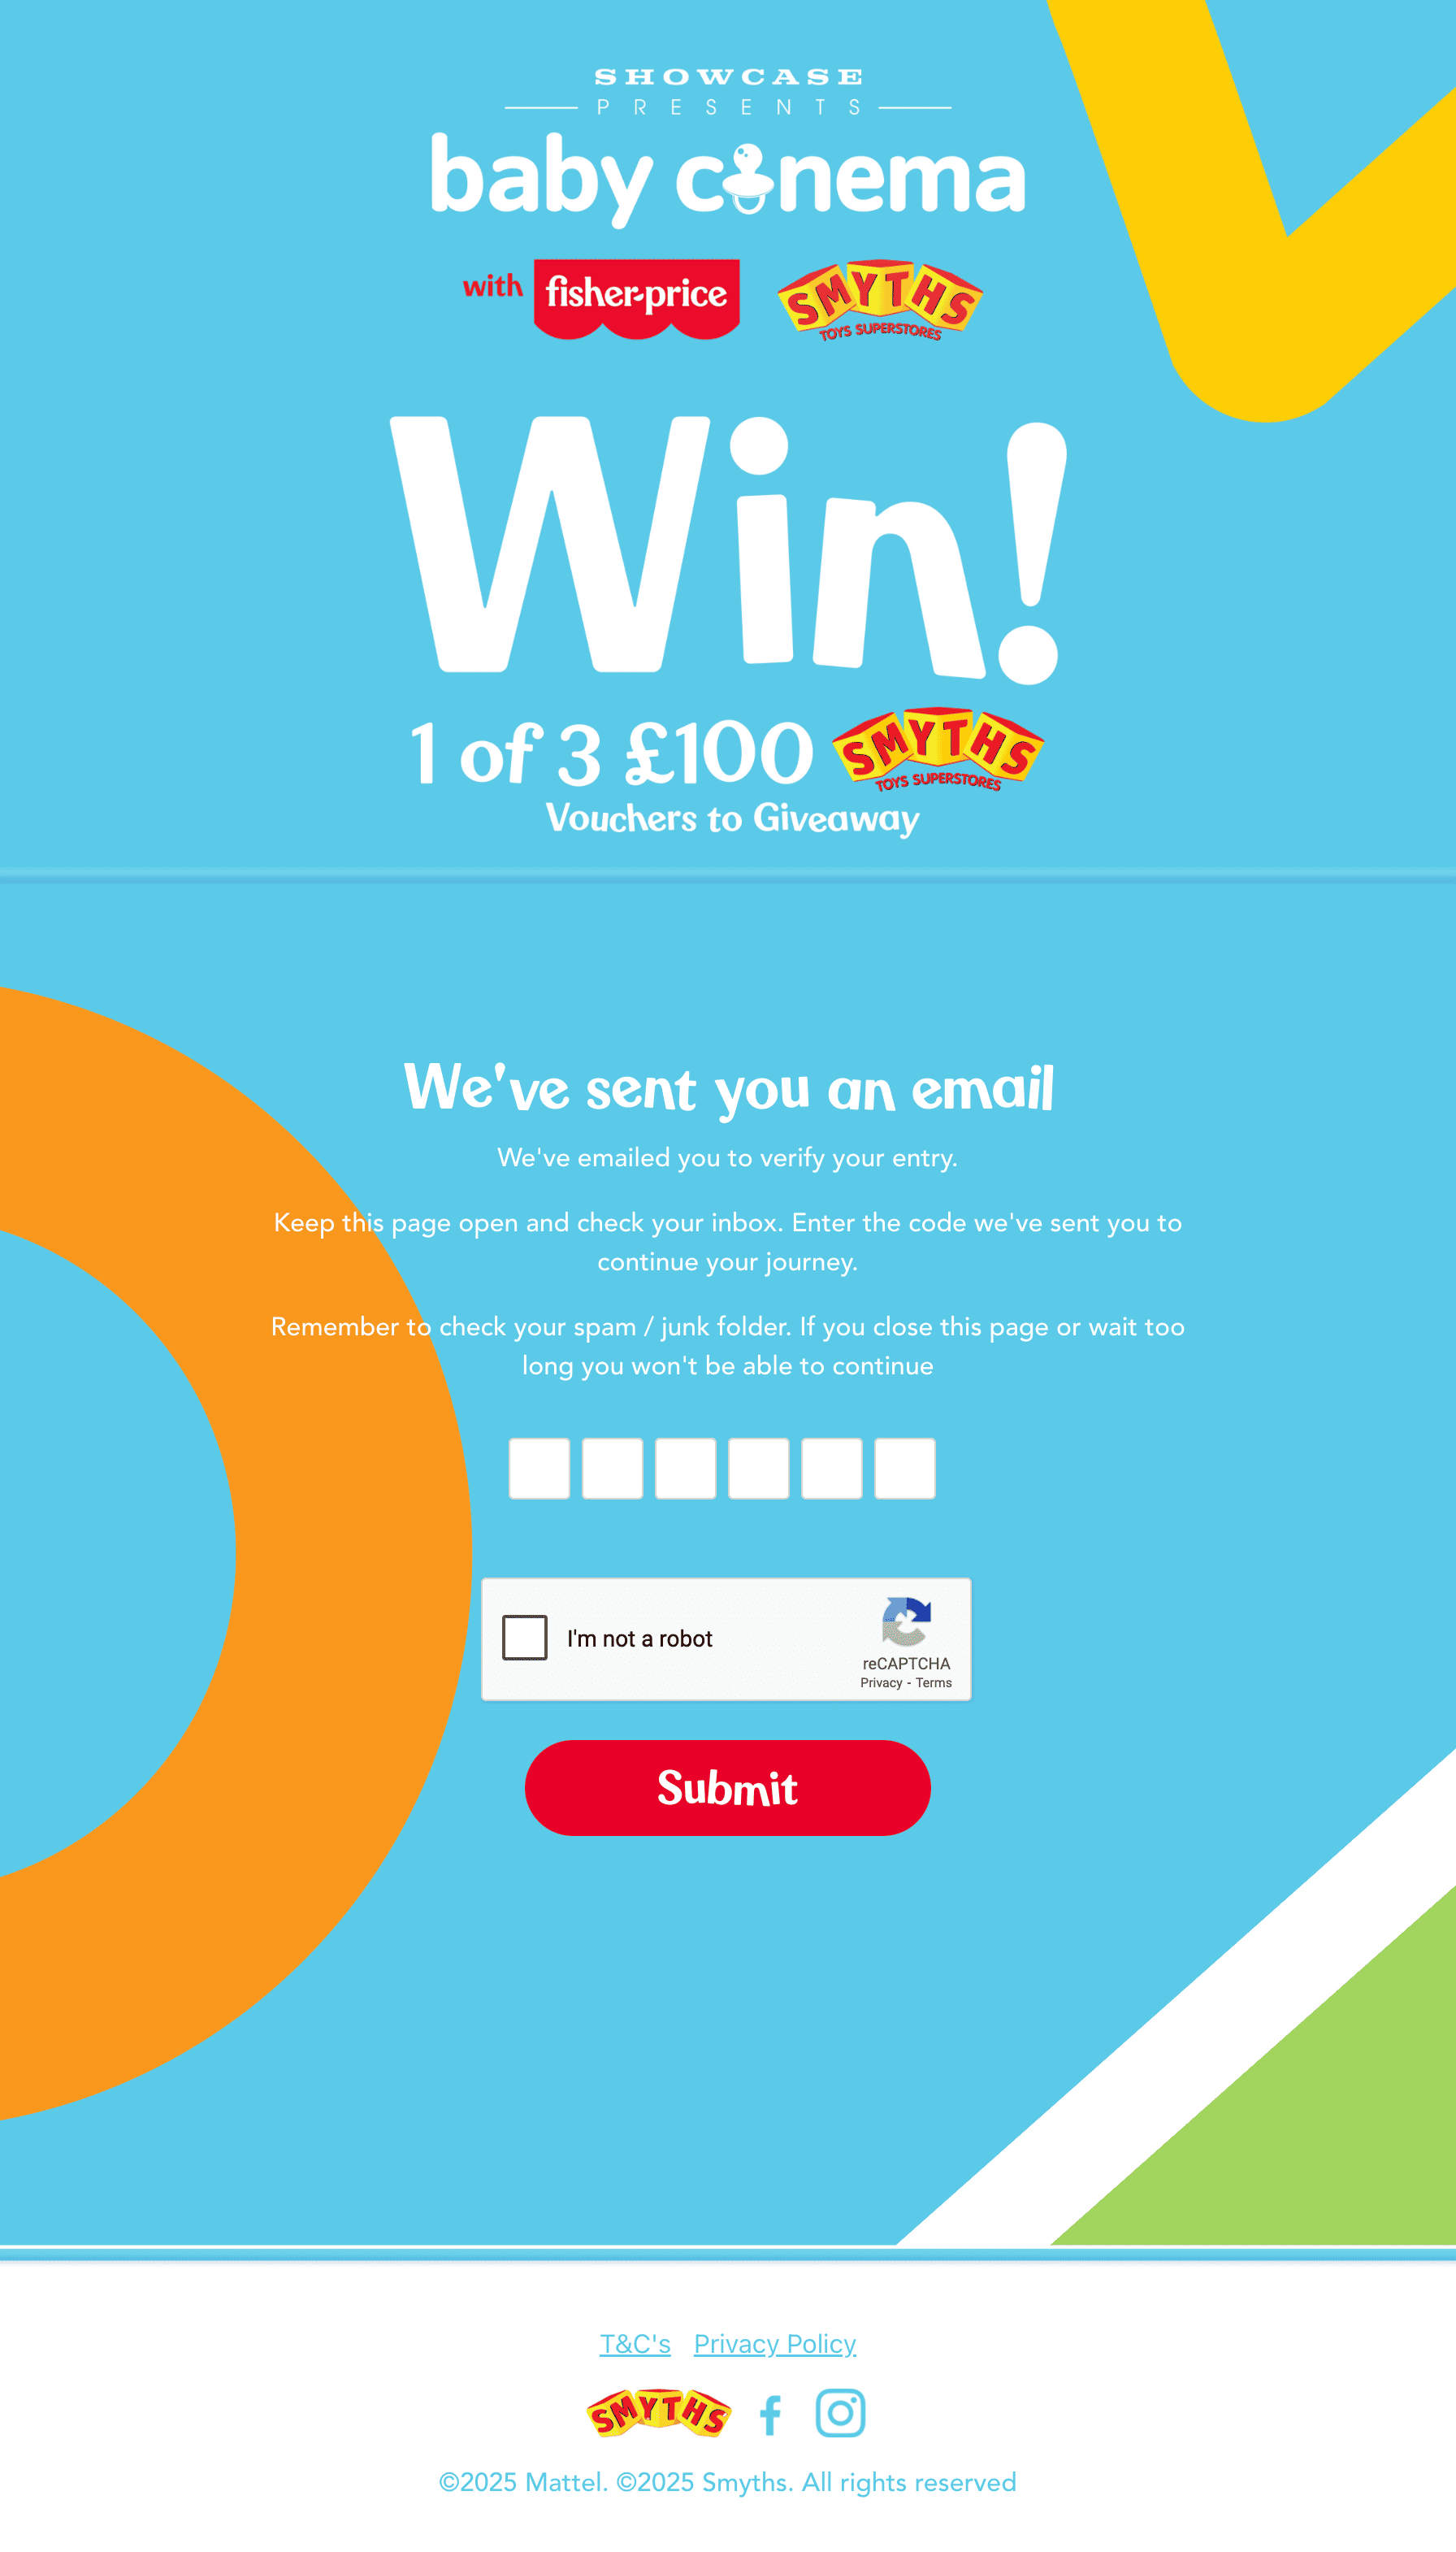 SHOWCASE
PRESENTS
baby cinema
with fisher-price SMYTHS
TOYS SUPERSTORES
Win!
1 of 3 £100 SMYTHS
TOYS SUPERSTORES
Vouchers to Giveaway
We've sent you an email
We've emailed you to verify your entry.
Keep this page open and check your inbox. Enter the code we've sent you to
continue your journey.
Remember to check your spam / junk folder. If you close this page or wait too
long you won't be able to continue
I'm not a robot
reCAPTCHA
Privacy - Terms
Submit
T&C's Privacy Policy
SMYTHS
©2025 Mattel. ©2025 Smyths. All rights reserved